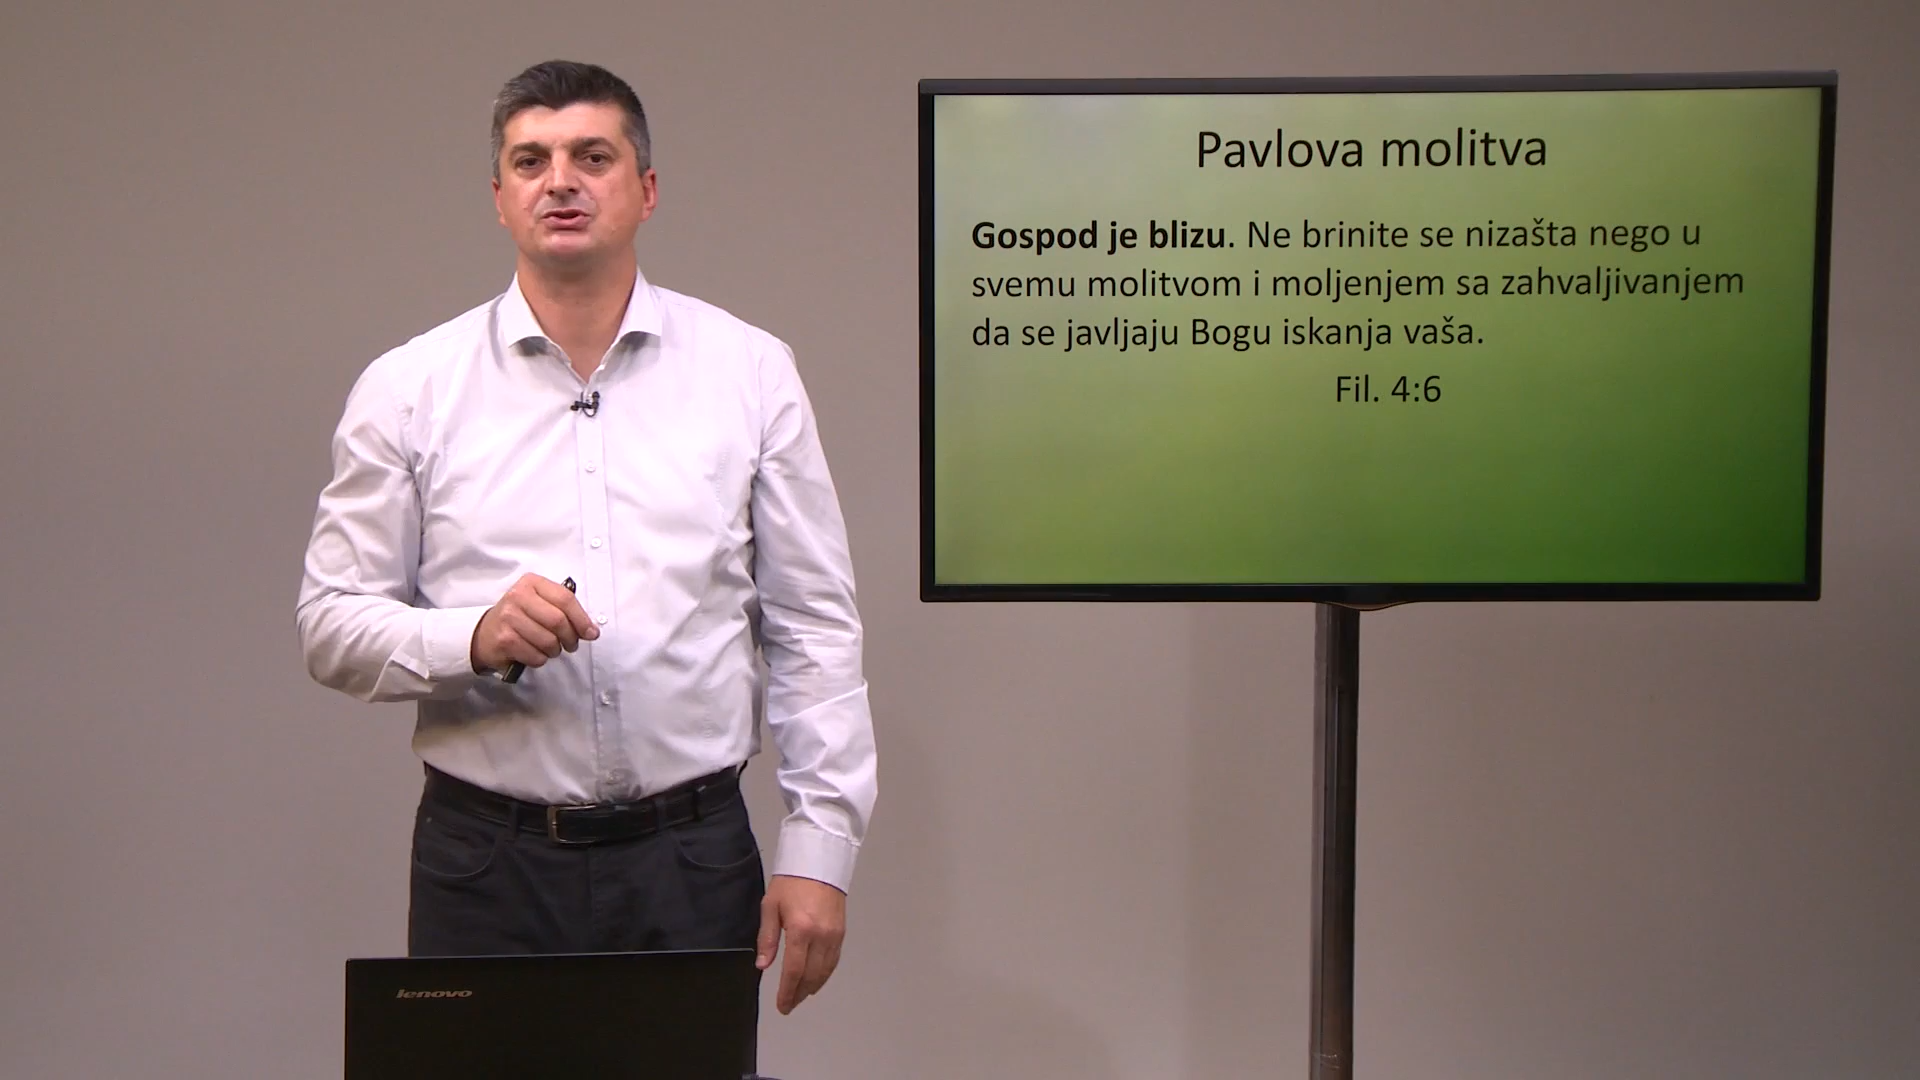 Pavlova molitva
Gospod je blizu. Ne brinite se nizašta nego u
svemu molitvom i moljenjem sa zahvaljivanjem
da se javljaju Bogu iskanja vaša.
Fil. 4:6
lenovo